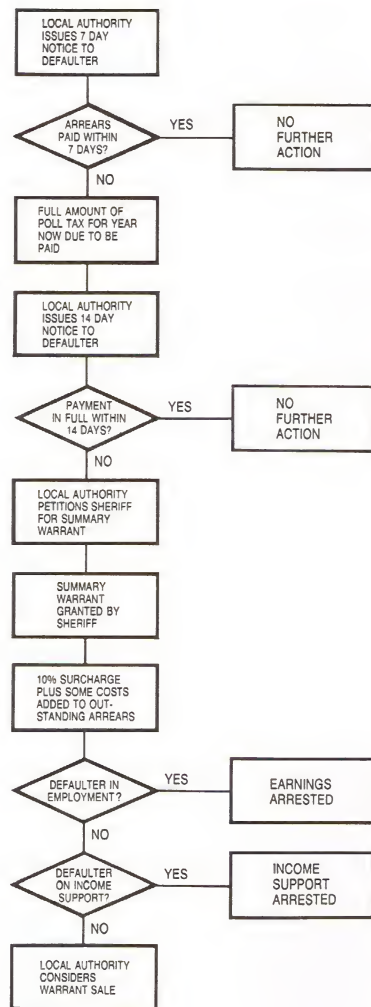 LOCAL AUTHORITY
ISSUES 7 DAY
NOTICE TO
DEFAULTER
ARREARS
PAID WITHIN
7 DAYS?
YES
NO
FURTHER
ACTION
NO
FULL AMOUNT OF
POLL TAX FOR YEAR
NOW DUE TO BE
PAID
LOCAL AUTHORITY
ISSUES 14 DAY
NOTICE TO
DEFAULTER
PAYMENT
IN FULL WITHIN
14 DAYS?
YES
NO
FURTHER
ACTION
NO
LOCAL AUTHORITY
PETITIONS SHERIFF
FOR SUMMARY
WARRANT
SUMMARY
WARRANT
GRANTED BY
SHERIFF
10% SURCHARGE
PLUS SOME COSTS
ADDED TO OUT-
STANDING ARREARS
DEFAULTER IN
EMPLOYMENT?
YES
EARNINGS
ARRESTED
NO
DEFAULTER
ON INCOME
SUPPORT?
YES
INCOME
SUPPORT
ARRESTED
NO
LOCAL AUTHORITY
CONSIDERS
WARRANT SALE